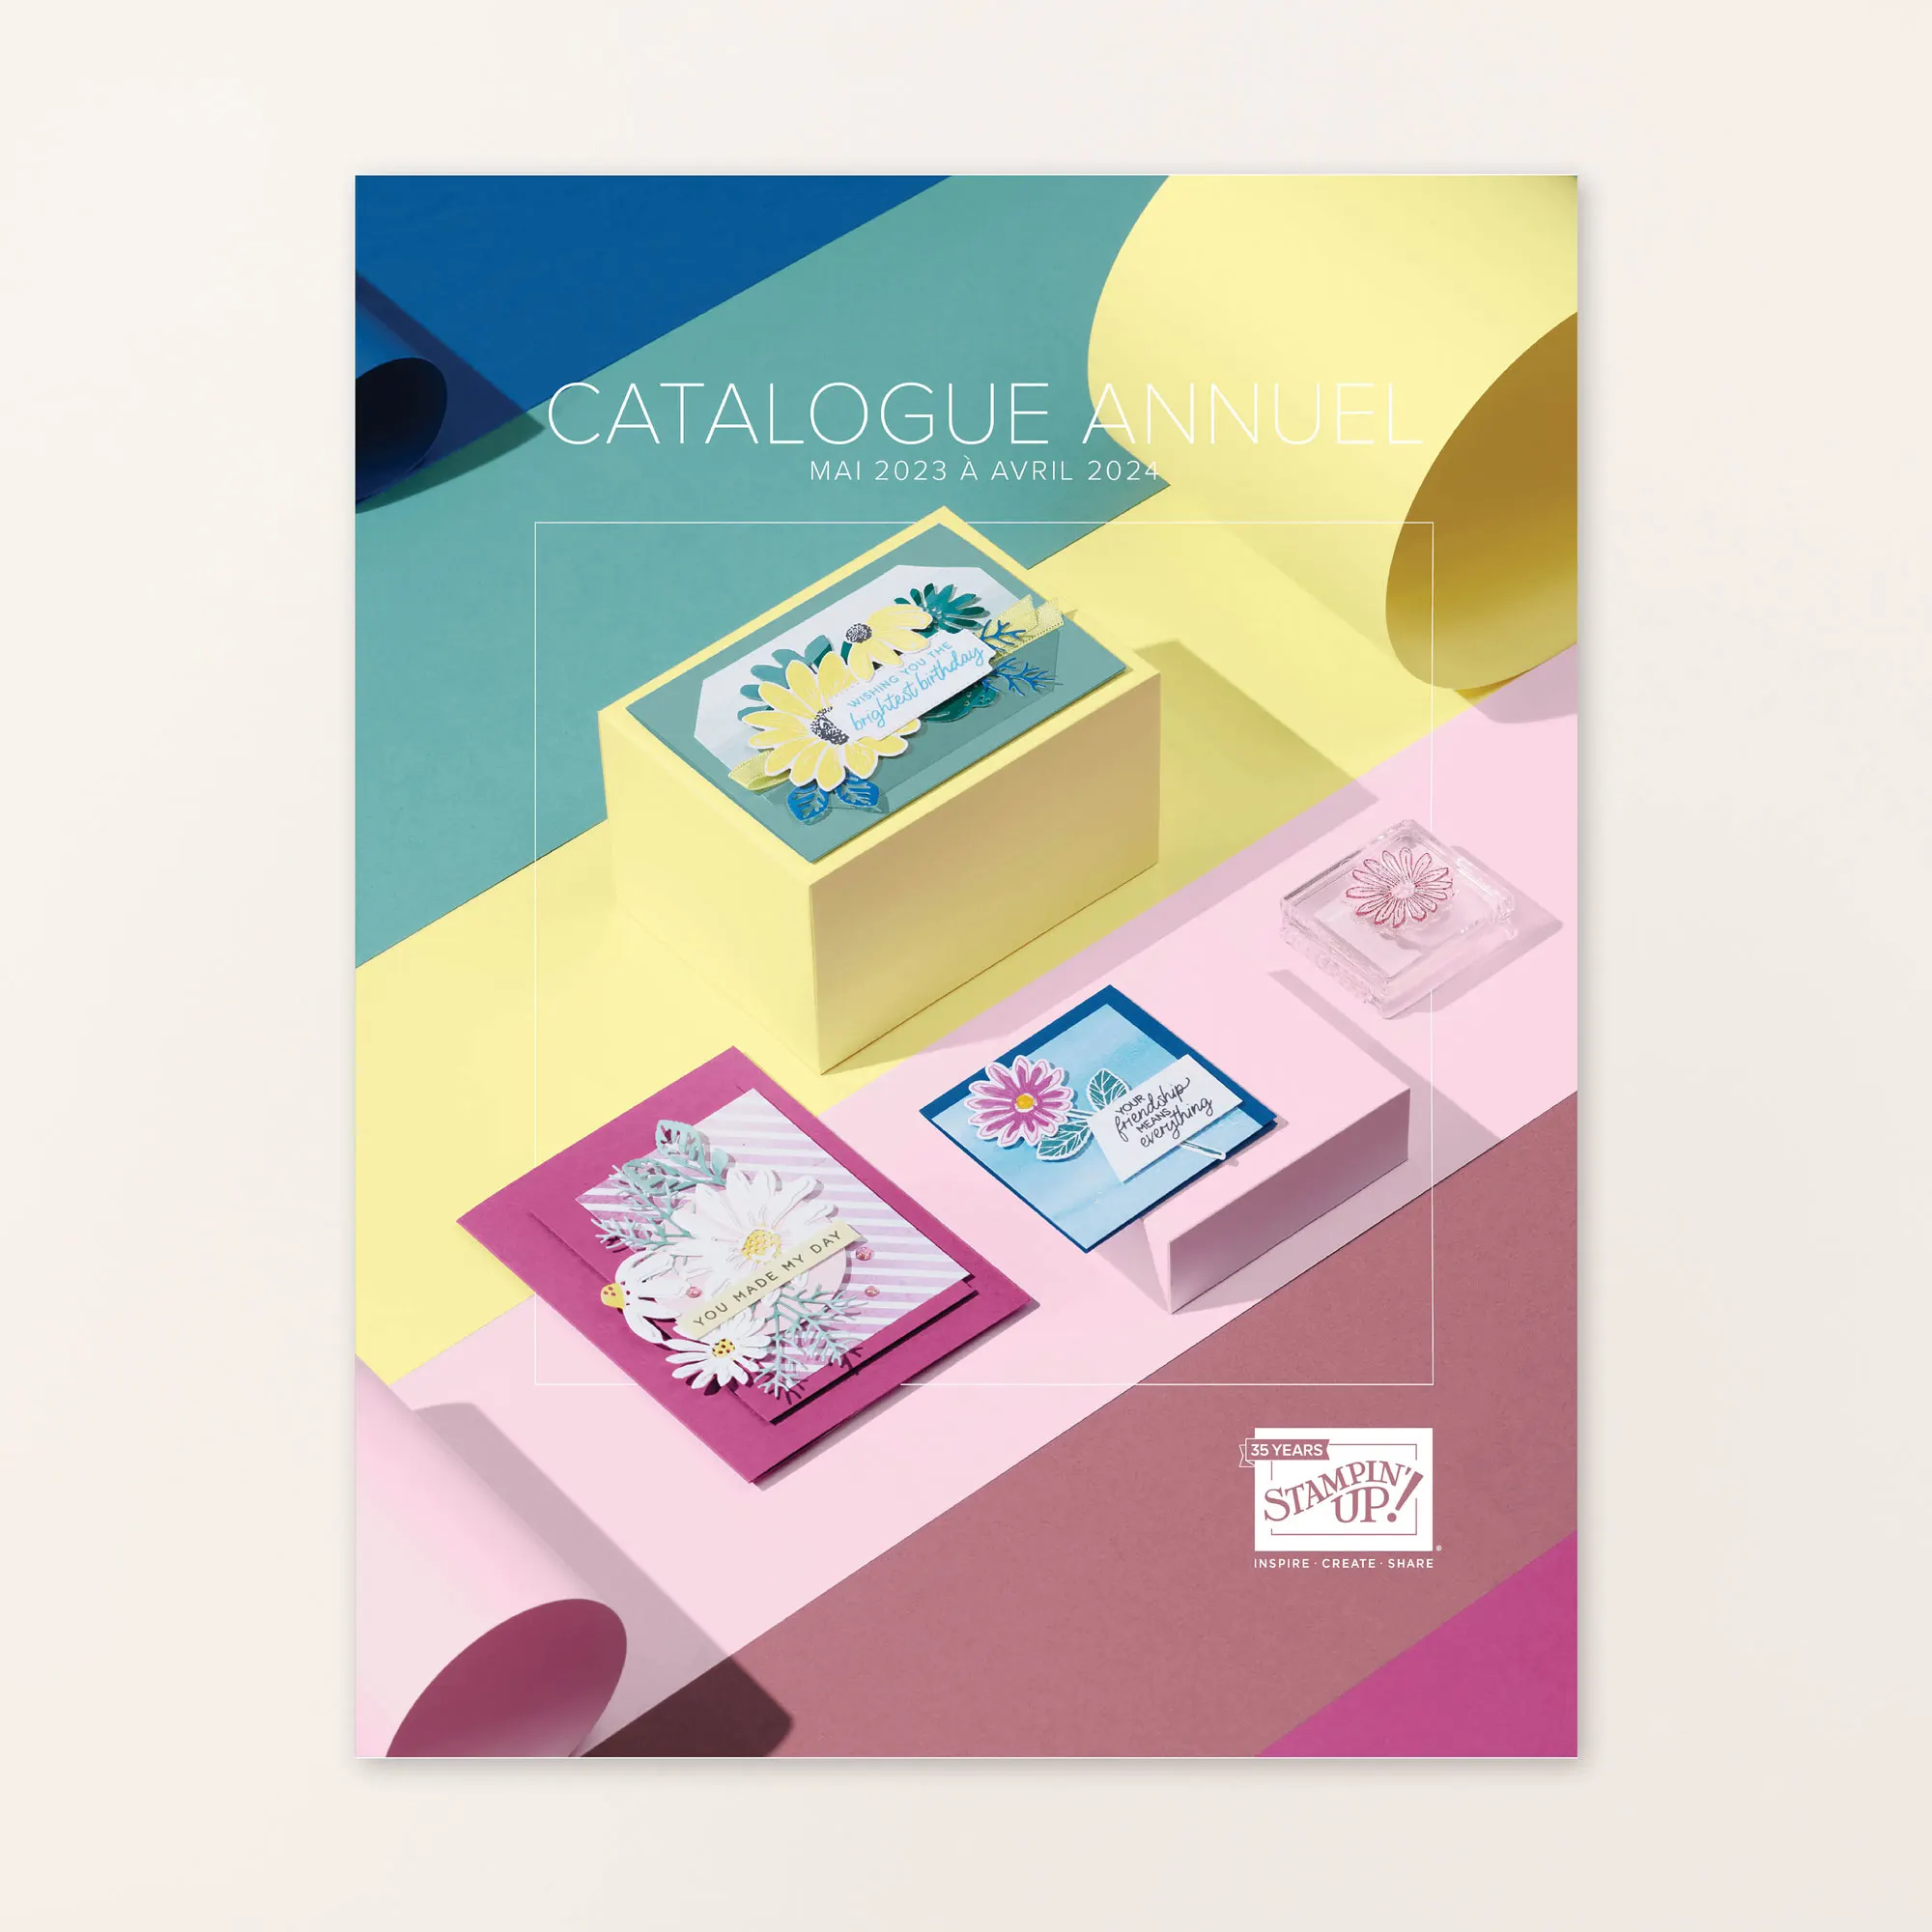 CATALOGUE ANNUEL
MAI 2023 À AVRIL 2024
WISHING YOU THE
brightest birthday
YOUR
friendship
MEANS
everything
YOU MADE MY DAY
35 YEARS
STAMPIN'
UP!
®
INSPIRE · CREATE · SHARE